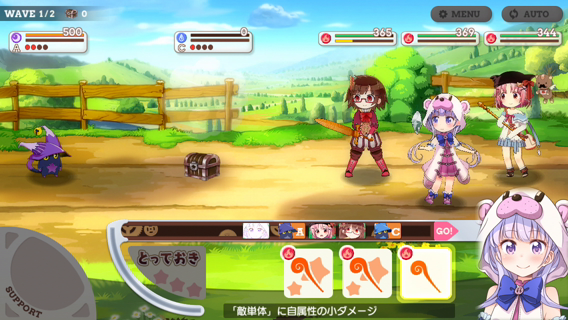 WAVE 1/2
0
MENU
AUTO
500
A
0
C
365
369
344
A
C
GO!
とっておき
SUPPORT
「敵単体」に自属性の小ダメージ